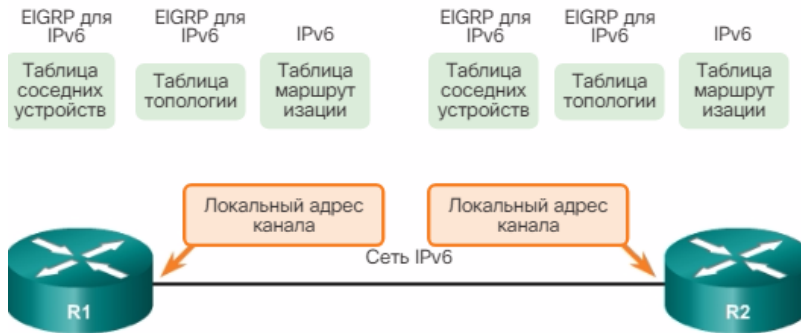 EIGRP для
IPv6
EIGRP для
IPv6
IPv6
EIGRP для
IPv6
EIGRP для
IPv6
IPv6
Таблица
соседних
устройств
Таблица
топологии
Таблица
маршрут
изации
Таблица
соседних
устройств
Таблица
топологии
Таблица
маршрут
изации
Локальный адрес
канала
Локальный адрес
канала
Сеть IPv6
R1
R2